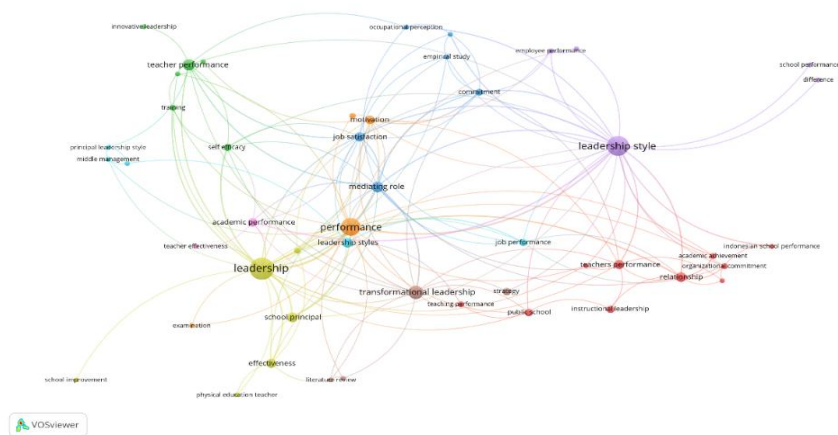 innovative leadership
occupational perception
teacher performance
empirical study
employee performance
school performance
difference
commitment
training
motivation
job satisfaction
leadership style
principal leadership style
self efficacy
middle management
mediating role
academic performance
performance
teacher effectiveness
leadership styles
job performance
indonesian school performance
academic achievement
organizational commitment
leadership
teachers performance
relationship
transformational leadership
strategy
teaching performance
public school
instructional leadership
school principal
examination
effectiveness
school improvement
literature review
physical education teacher
VOSviewer